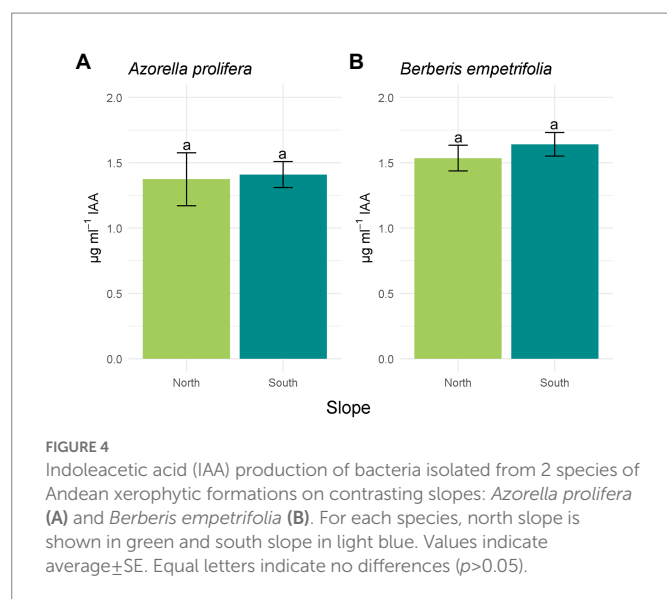 A
Azorella prolifera
B
Berberis empetrifolia
2.0
1.5
1.0
0.5
0.0
µg ml⁻¹ IAA
a
a
North
South
2.0
1.5
1.0
0.5
0.0
µg ml⁻¹ IAA
a
a
North
South
Slope
FIGURE 4
Indoleacetic acid (IAA) production of bacteria isolated from 2 species of
Andean xerophytic formations on contrasting slopes: Azorella prolifera
(A) and Berberis empetrifolia (B). For each species, north slope is
shown in green and south slope in light blue. Values indicate
average±SE. Equal letters indicate no differences (p>0.05).